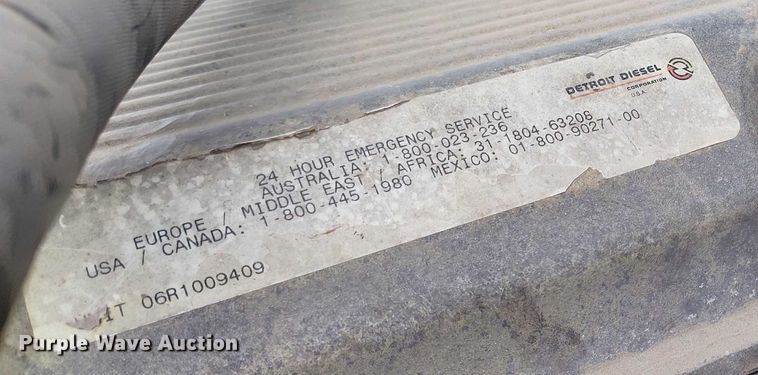 DETROIT DIESEL
CORPORATION
U.S.A.
24 HOUR EMERGENCY SERVICE
AUSTRALIA: 1-800-023-236
EUROPE / MIDDLE EAST / AFRICA: 31-1804-63208
USA / CANADA: 1-800-445-1980 MEXICO: 01-800-90271-00
06R1009409
Purple Wave Auction